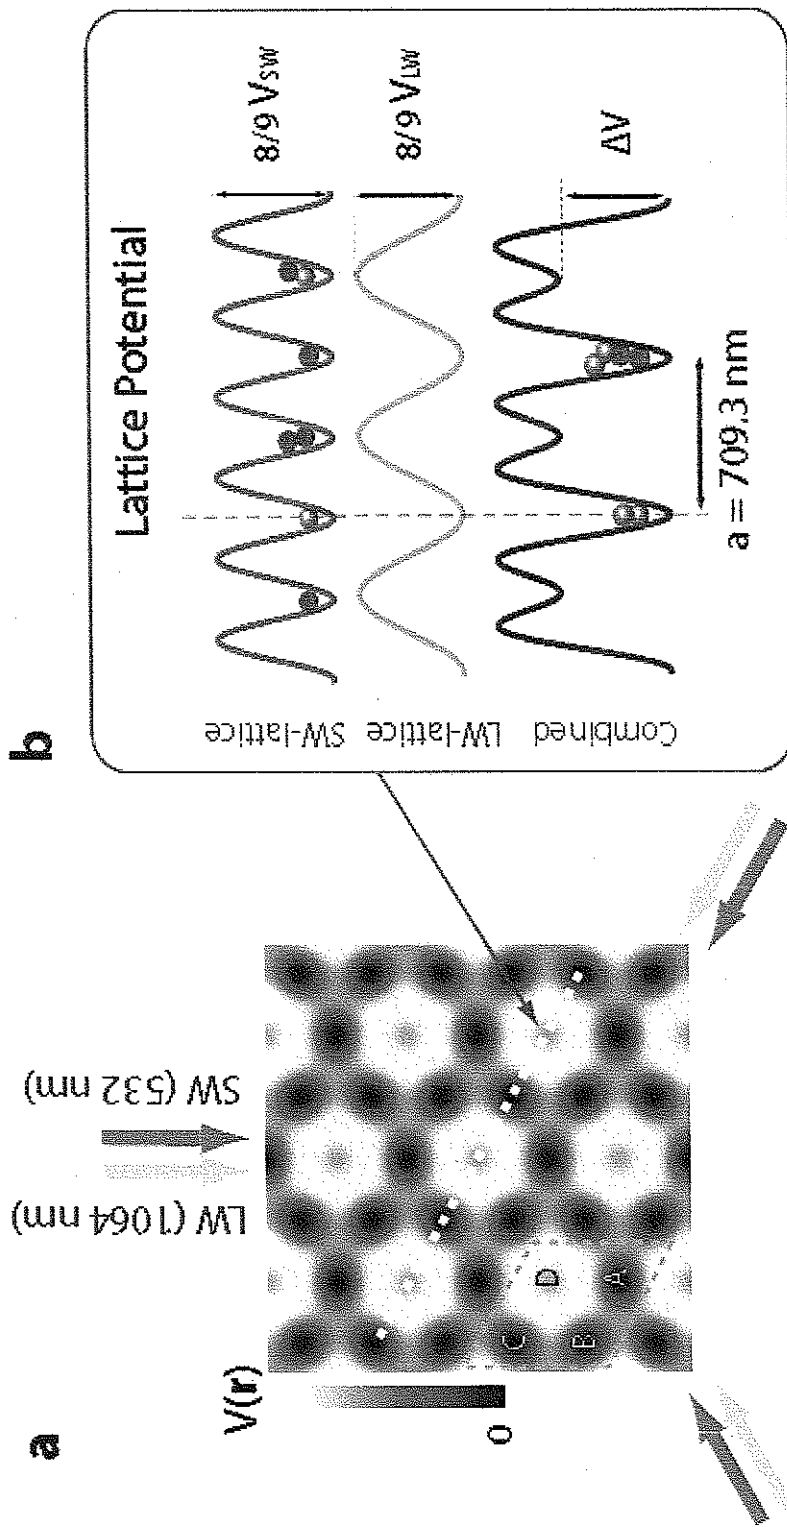 a
V(r)
0
LW (1064 nm)
SW (532 nm)
C
B
D
A
b
Lattice Potential
SW-lattice
8/9 V_SW
LW-lattice
8/9 V_LW
Combined
ΔV
a = 709.3 nm